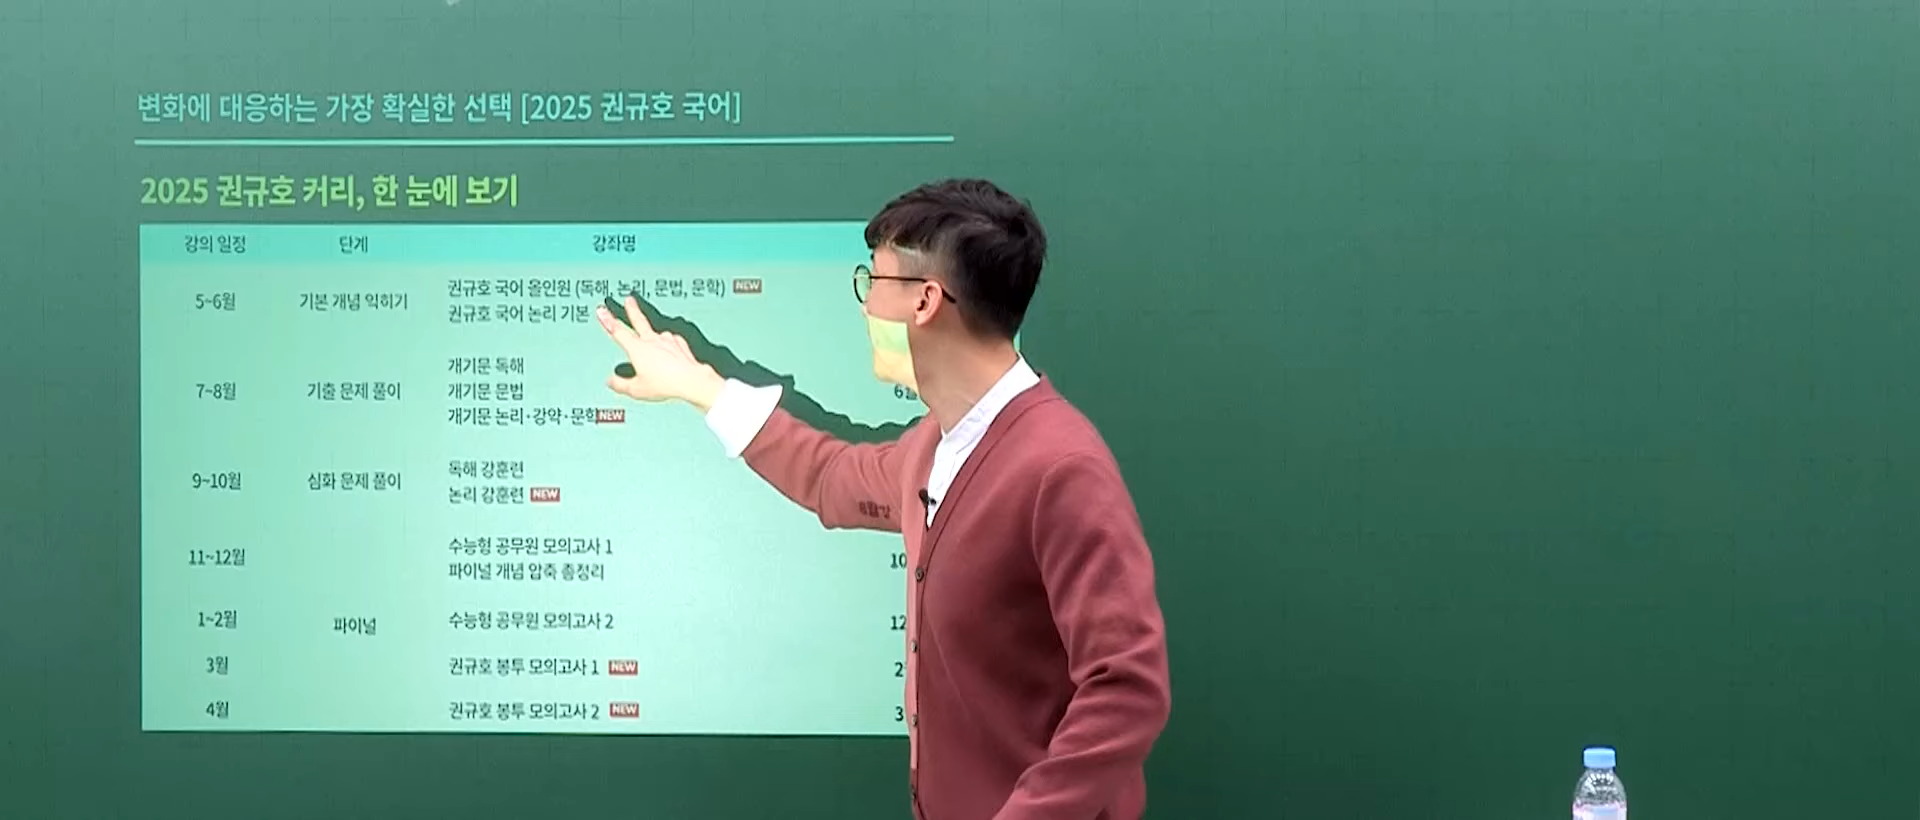 변화에 대응하는 가장 확실한 선택 [2025 권규호 국어]
2025 권규호 커리, 한 눈에 보기
강의 일정 단계 강좌명
5~6월 기본 개념 익히기 권규호 국어 올인원 (독해, 논리, 문법, 문학) NEW
권규호 국어 논리 기본
7~8월 기출 문제 풀이 개기문 독해
개기문 문법
개기문 논리·강약·문학 NEW
9~10월 심화 문제 풀이 독해 강훈련
논리 강훈련 NEW
11~12월 수능형 공무원 모의고사 1
파이널 개념 압축 총정리
1~2월 파이널 수능형 공무원 모의고사 2
3월 권규호 봉투 모의고사 1 NEW
4월 권규호 봉투 모의고사 2 NEW